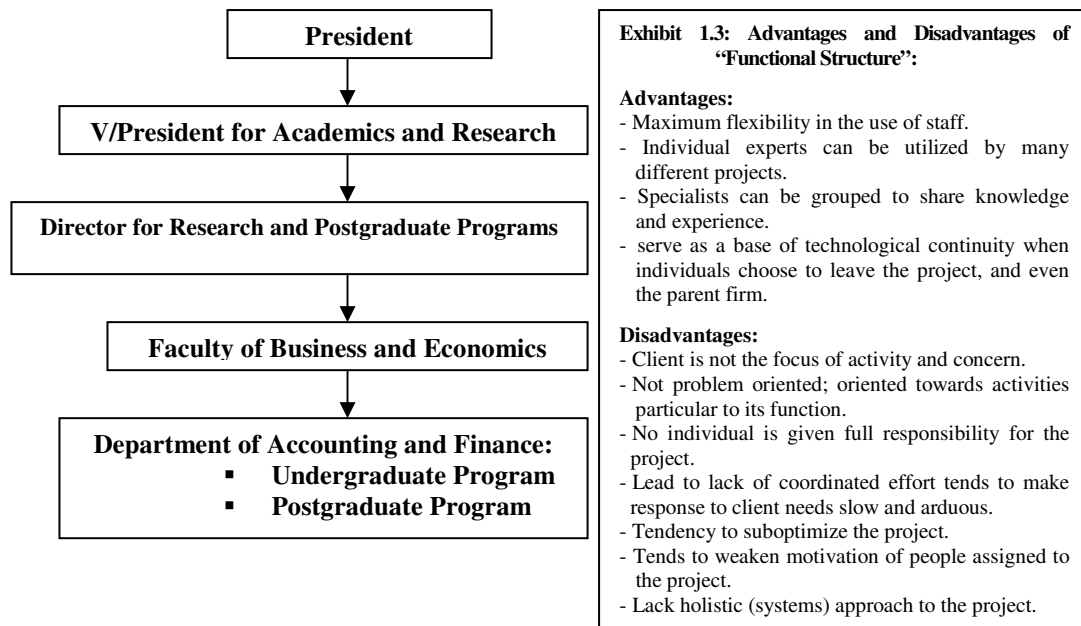 President
V/President for Academics and Research
Director for Research and Postgraduate Programs
Faculty of Business and Economics
Department of Accounting and Finance:
▪ Undergraduate Program
▪ Postgraduate Program
Exhibit 1.3: Advantages and Disadvantages of
“Functional Structure”:
Advantages:
- Maximum flexibility in the use of staff.
- Individual experts can be utilized by many
different projects.
- Specialists can be grouped to share knowledge
and experience.
- serve as a base of technological continuity when
individuals choose to leave the project, and even
the parent firm.
Disadvantages:
- Client is not the focus of activity and concern.
- Not problem oriented; oriented towards activities
particular to its function.
- No individual is given full responsibility for the
project.
- Lead to lack of coordinated effort tends to make
response to client needs slow and arduous.
- Tendency to suboptimize the project.
- Tends to weaken motivation of people assigned to
the project.
- Lack holistic (systems) approach to the project.